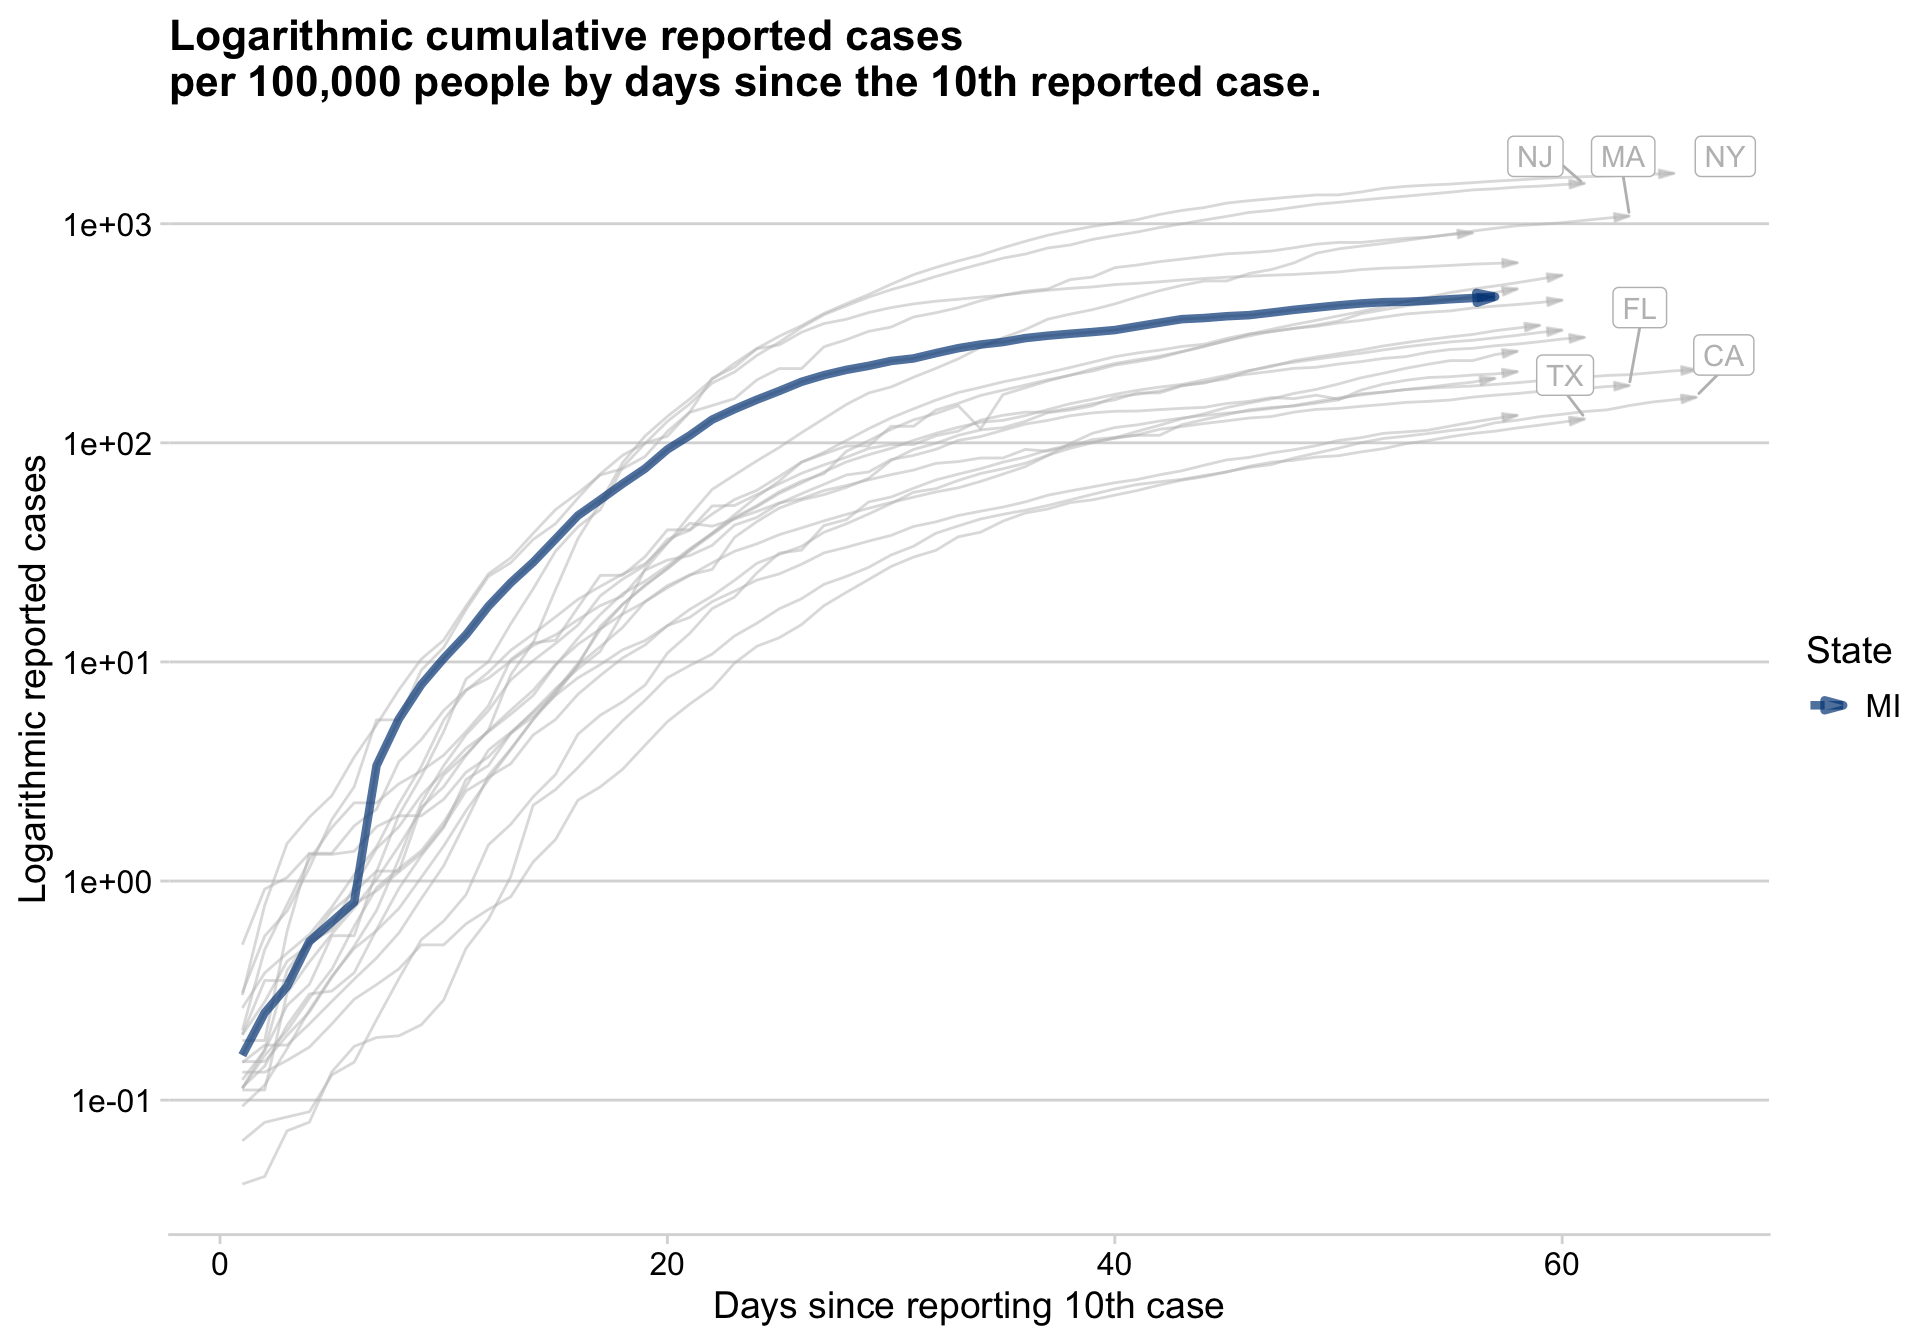 Logarithmic cumulative reported cases
per 100,000 people by days since the 10th reported case.
NJ MA NY
1e+03
FL
CA
TX
1e+02
Logarithmic reported cases
1e+01
State
MI
1e+00
1e-01
0 20 40 60
Days since reporting 10th case